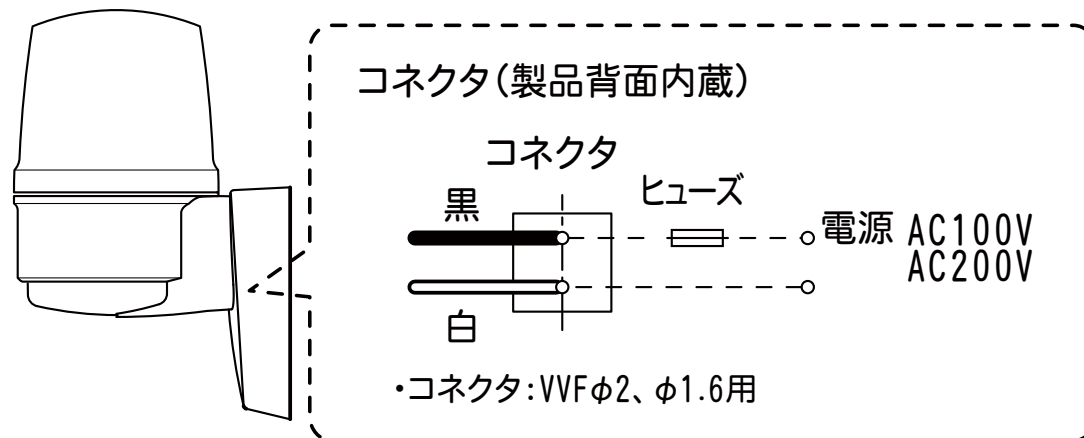 コネクタ(製品背面内蔵)
コネクタ
黒
ヒューズ
電源 AC100V
AC200V
白
・コネクタ:VVFφ2、φ1.6用